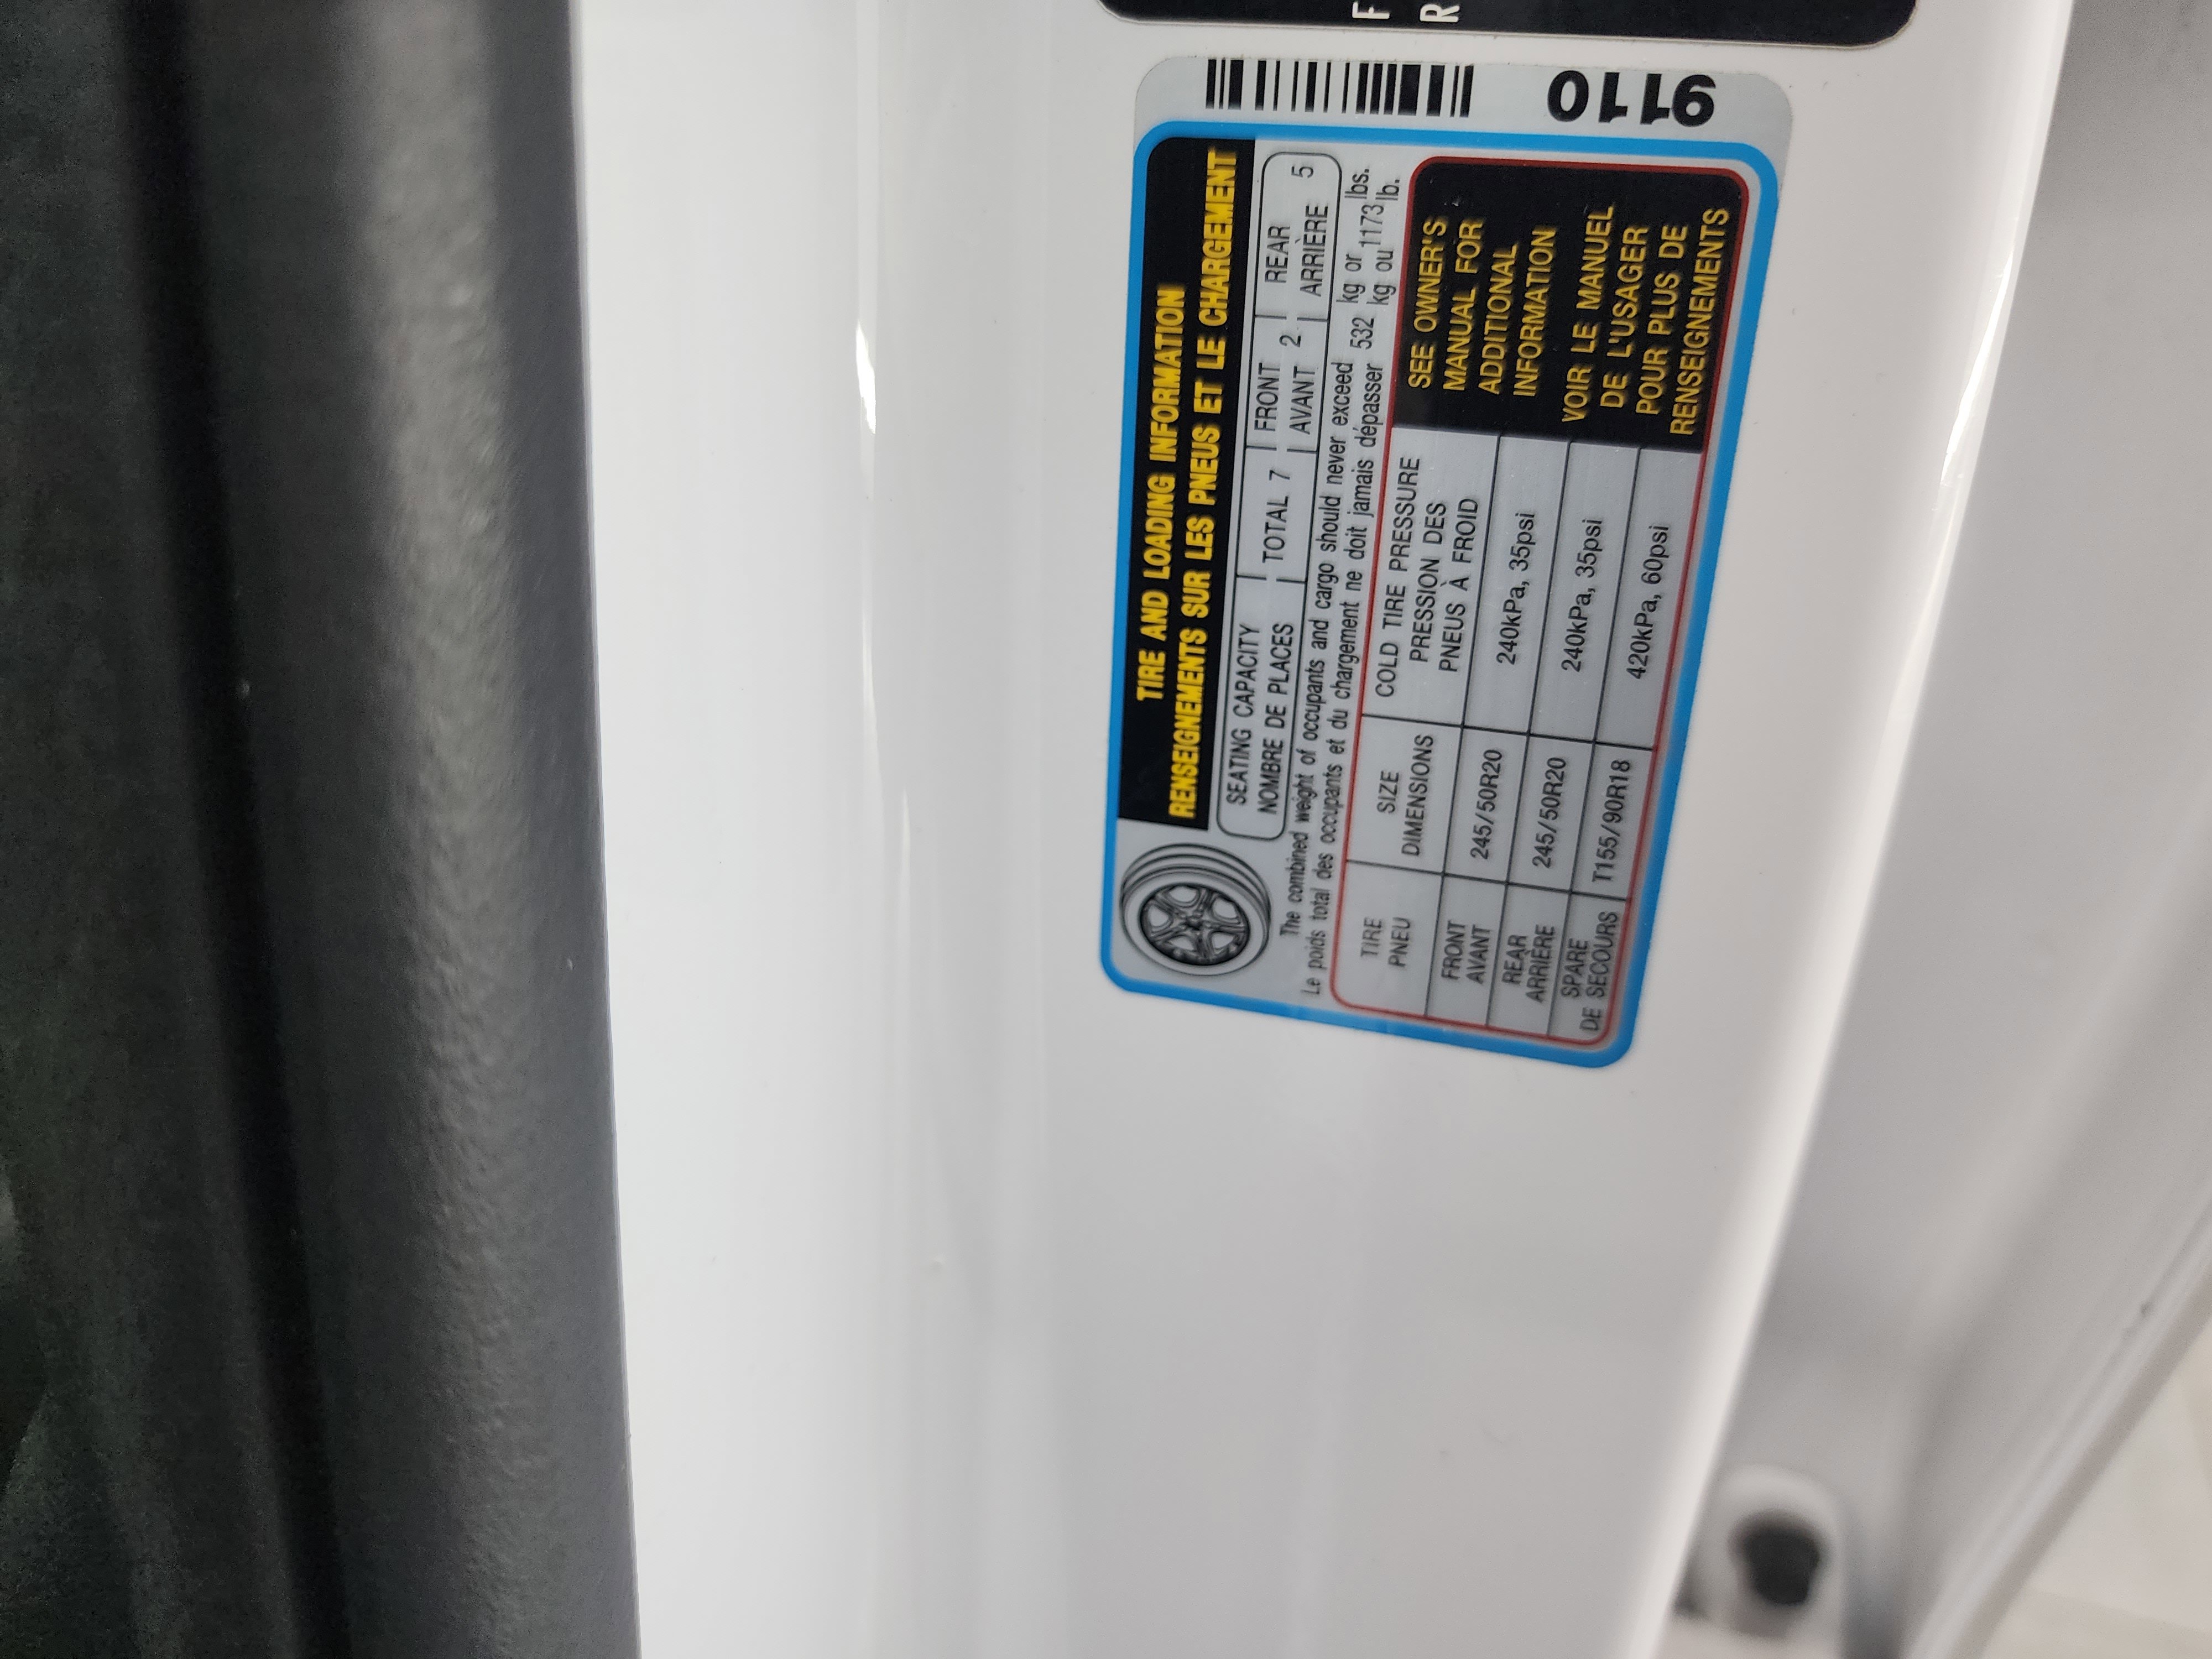 F
R
9110
TIRE AND LOADING INFORMATION
RENSEIGNEMENTS SUR LES PNEUS ET LE CHARGEMENT
SEATING CAPACITY TOTAL 7 FRONT 2 REAR 5
NOMBRE DE PLACES AVANT ARRIÈRE
The combined weight of occupants and cargo should never exceed 532 kg or 1173 lbs.
Le poids total des occupants et du chargement ne doit jamais dépasser kg ou lb.
TIRE SIZE COLD TIRE PRESSURE
PNEU DIMENSIONS PRESSION DES
PNEUS À FROID
FRONT 245/50R20 240kPa, 35psi
AVANT
REAR 245/50R20 240kPa, 35psi
ARRIÈRE
SPARE T155/90R18 420kPa, 60psi
DE SECOURS
SEE OWNER'S
MANUAL FOR
ADDITIONAL
INFORMATION
VOIR LE MANUEL
DE L'USAGER
POUR PLUS DE
RENSEIGNEMENTS